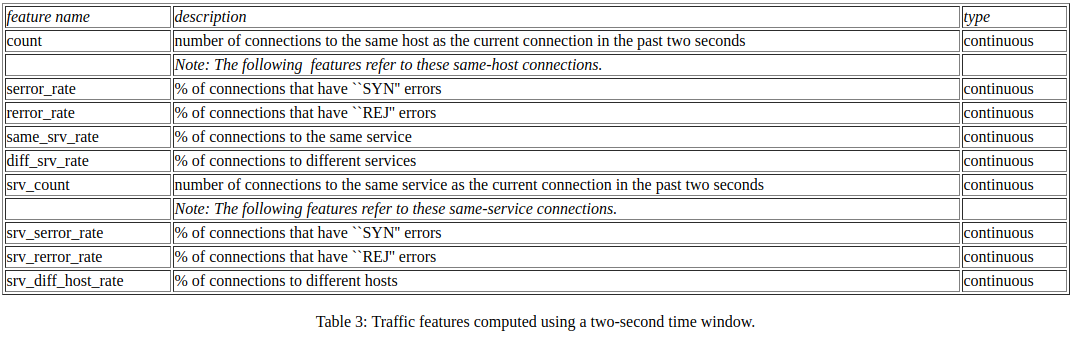 feature name description type
count number of connections to the same host as the current connection in the past two seconds continuous
Note: The following  features refer to these same-host connections.
serror_rate % of connections that have ``SYN'' errors continuous
rerror_rate % of connections that have ``REJ'' errors continuous
same_srv_rate % of connections to the same service continuous
diff_srv_rate % of connections to different services continuous
srv_count number of connections to the same service as the current connection in the past two seconds continuous
Note: The following features refer to these same-service connections.
srv_serror_rate % of connections that have ``SYN'' errors continuous
srv_rerror_rate % of connections that have ``REJ'' errors continuous
srv_diff_host_rate % of connections to different hosts continuous
Table 3: Traffic features computed using a two-second time window.